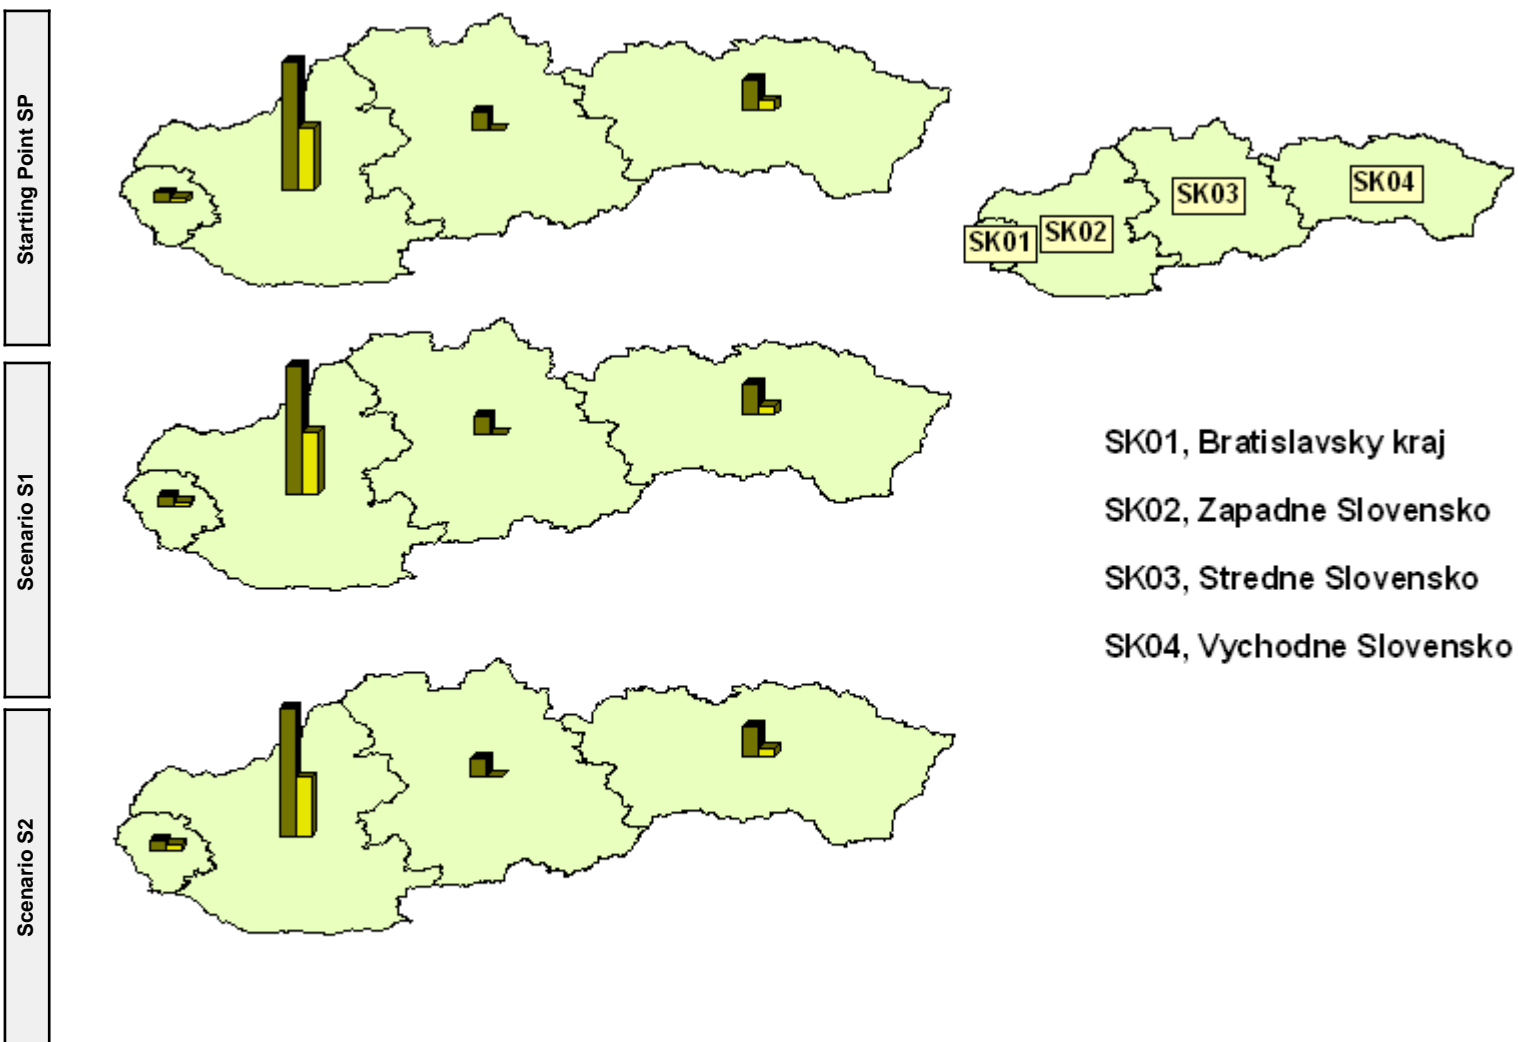 Starting Point SP
SK01
SK02
SK03
SK04
Scenario S1
SK01, Bratislavsky kraj
SK02, Zapadne Slovensko
SK03, Stredne Slovensko
SK04, Vychodne Slovensko
Scenario S2